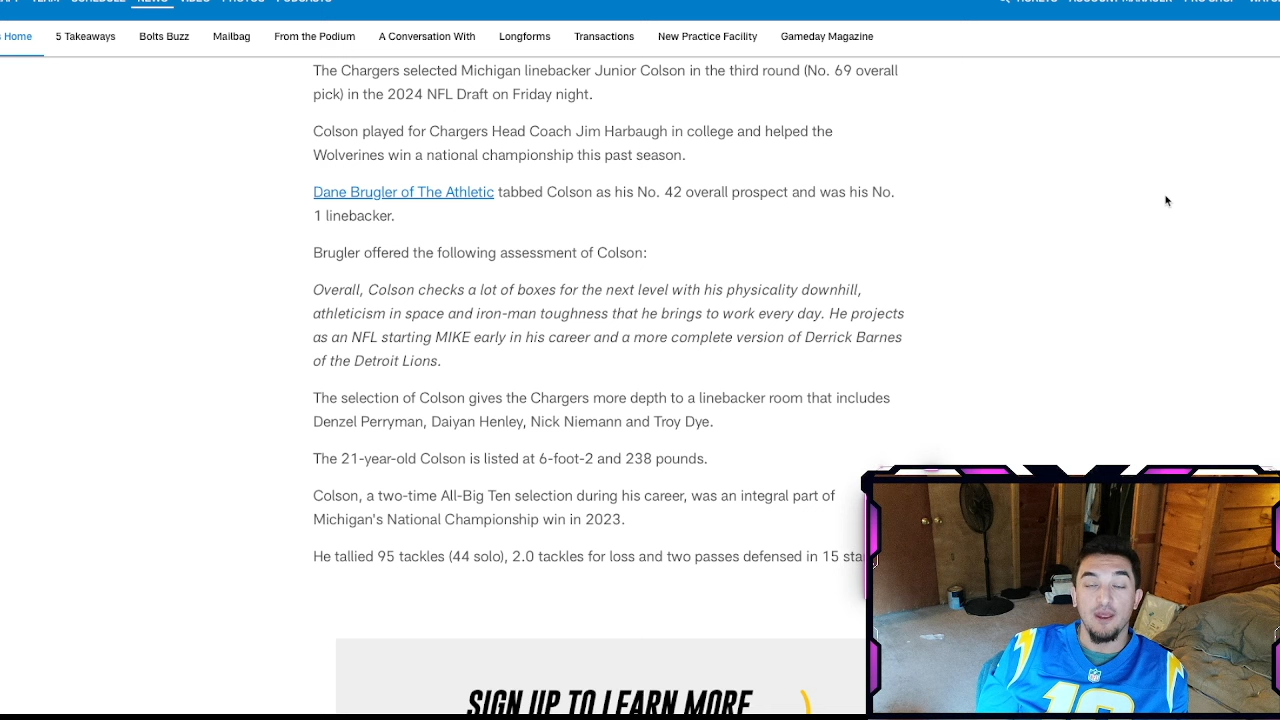 TEAM SCHEDULE NEWS VIDEO PHOTOS PODCASTS TICKETS ACCOUNT MANAGER PRO SHOP
Home 5 Takeaways Bolts Buzz Mailbag From the Podium A Conversation With Longforms Transactions New Practice Facility Gameday Magazine
The Chargers selected Michigan linebacker Junior Colson in the third round (No. 69 overall
pick) in the 2024 NFL Draft on Friday night.
Colson played for Chargers Head Coach Jim Harbaugh in college and helped the
Wolverines win a national championship this past season.
Dane Brugler of The Athletic tabbed Colson as his No. 42 overall prospect and was his No.
1 linebacker.
Brugler offered the following assessment of Colson:
Overall, Colson checks a lot of boxes for the next level with his physicality downhill,
athleticism in space and iron-man toughness that he brings to work every day. He projects
as an NFL starting MIKE early in his career and a more complete version of Derrick Barnes
of the Detroit Lions.
The selection of Colson gives the Chargers more depth to a linebacker room that includes
Denzel Perryman, Daiyan Henley, Nick Niemann and Troy Dye.
The 21-year-old Colson is listed at 6-foot-2 and 238 pounds.
Colson, a two-time All-Big Ten selection during his career, was an integral part of
Michigan's National Championship win in 2023.
He tallied 95 tackles (44 solo), 2.0 tackles for loss and two passes defensed in 15
SIGN UP TO LEARN MORE